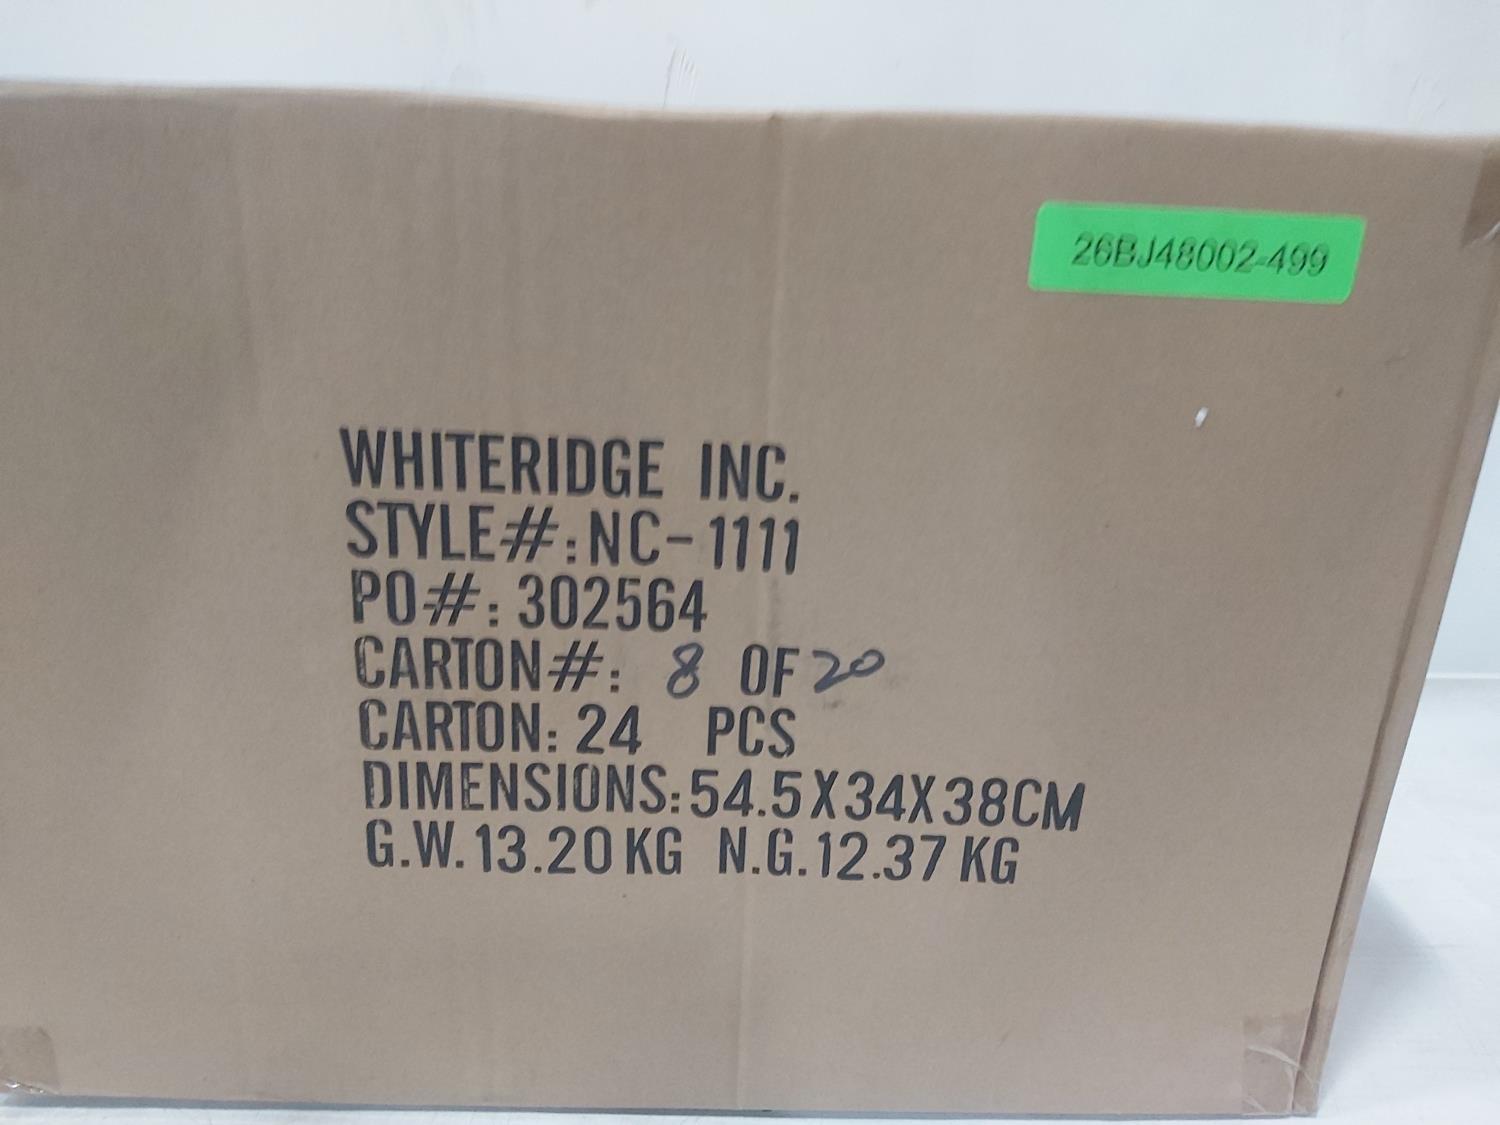 26BJ48002-499
WHITERIDGE INC.
STYLE#:NC-1111
PO#:302564
CARTON#: 8 OF 20
CARTON: 24 PCS
DIMENSIONS:54.5X34X38CM
G.W.13.20KG N.G.12.37KG